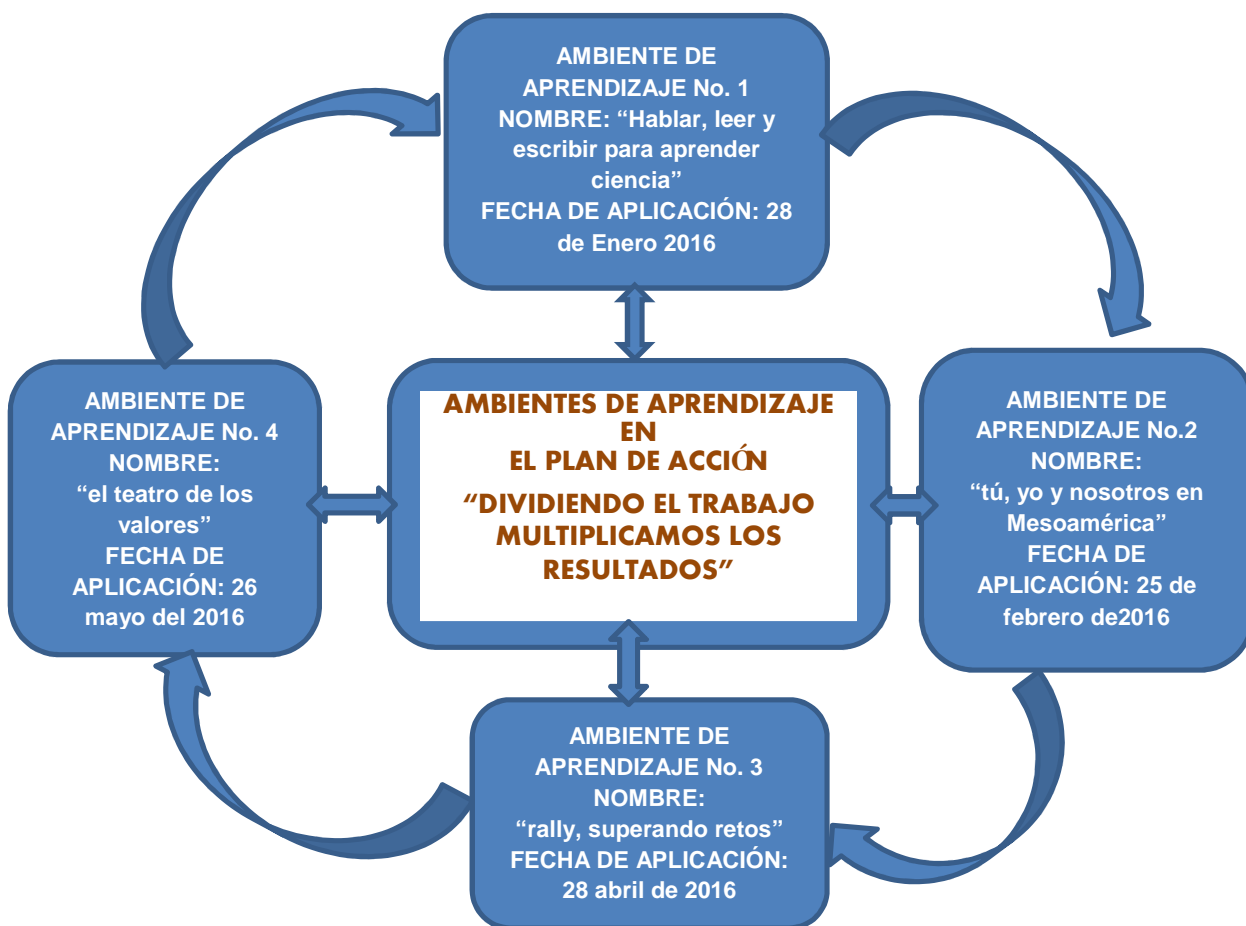 AMBIENTE DE
APRENDIZAJE No. 1
NOMBRE: “Hablar, leer y
escribir para aprender
ciencia”
FECHA DE APLICACIÓN: 28
de Enero 2016
AMBIENTE DE
APRENDIZAJE No. 4
NOMBRE:
“el teatro de los
valores”
FECHA DE
APLICACIÓN: 26
mayo del 2016
AMBIENTES DE APRENDIZAJE
EN
EL PLAN DE ACCIÓN
“DIVIDIENDO EL TRABAJO
MULTIPLICAMOS LOS
RESULTADOS”
AMBIENTE DE
APRENDIZAJE No.2
NOMBRE:
“tú, yo y nosotros en
Mesoamérica”
FECHA DE
APLICACIÓN: 25 de
febrero de2016
AMBIENTE DE
APRENDIZAJE No. 3
NOMBRE:
“rally, superando retos”
FECHA DE APLICACIÓN:
28 abril de 2016